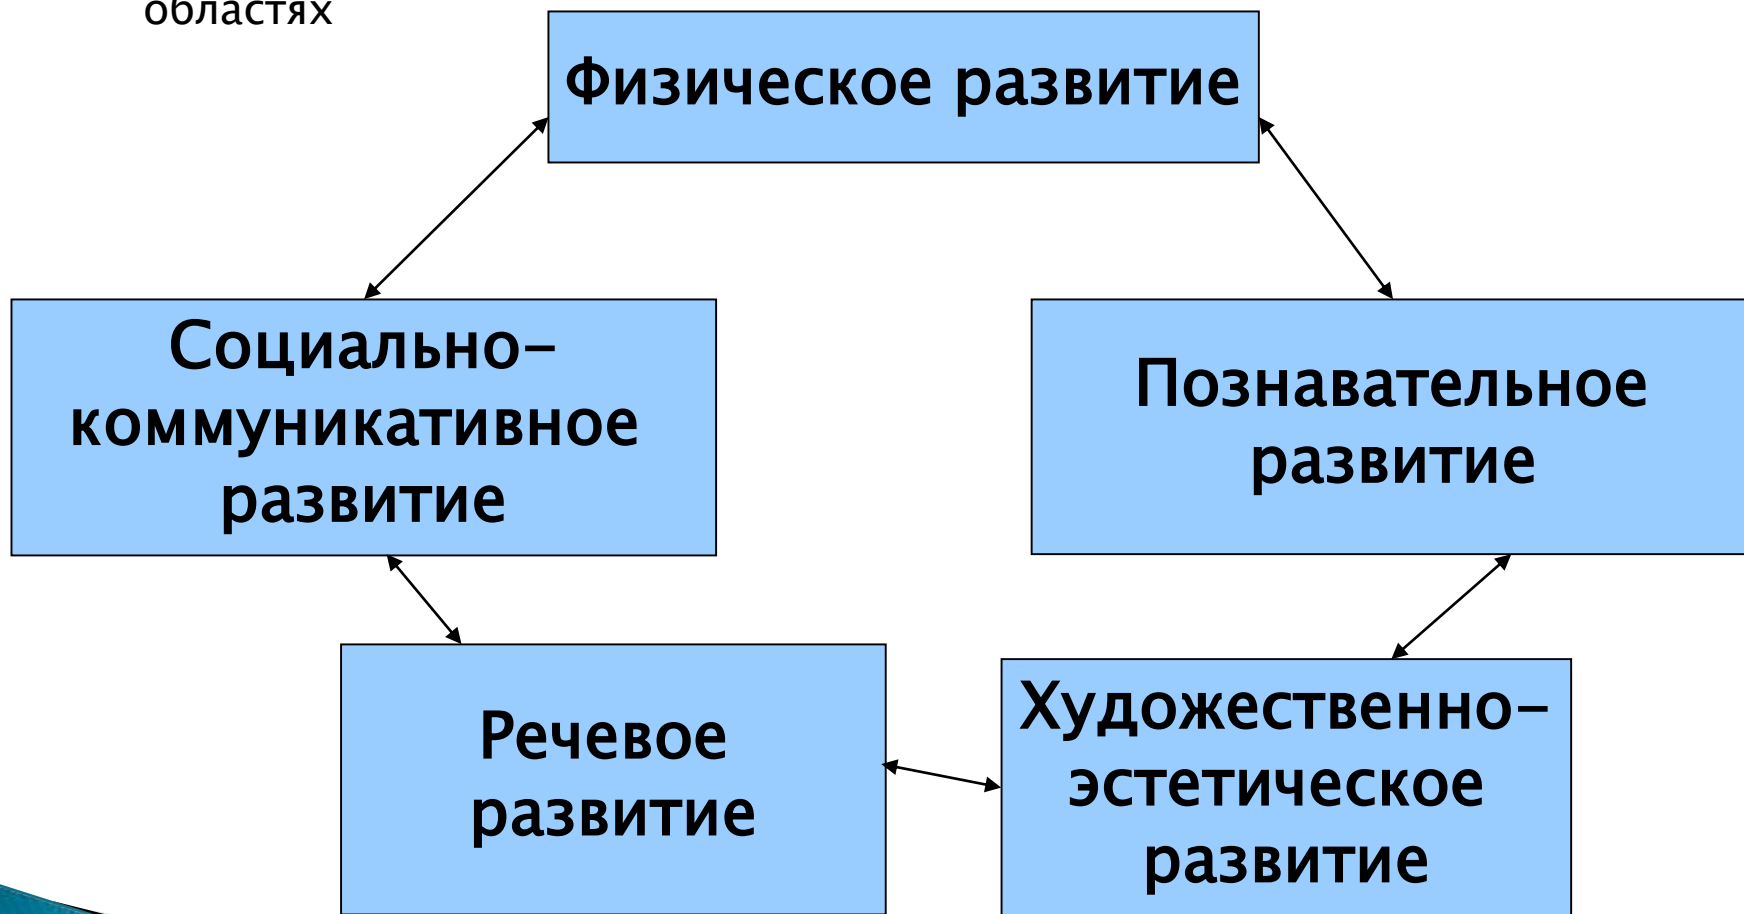 областях
Физическое развитие
Социально-
коммуникативное
развитие
Познавательное
развитие
Речевое
развитие
Художественно-
эстетическое
развитие